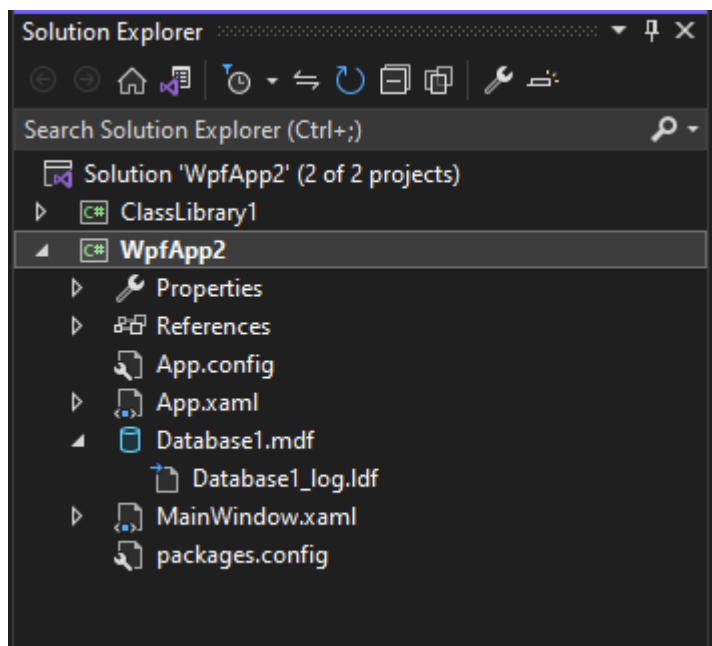 Solution Explorer
Search Solution Explorer (Ctrl+;)
Solution 'WpfApp2' (2 of 2 projects)
C# ClassLibrary1
C# WpfApp2
Properties
References
App.config
App.xaml
Database1.mdf
Database1_log.ldf
MainWindow.xaml
packages.config